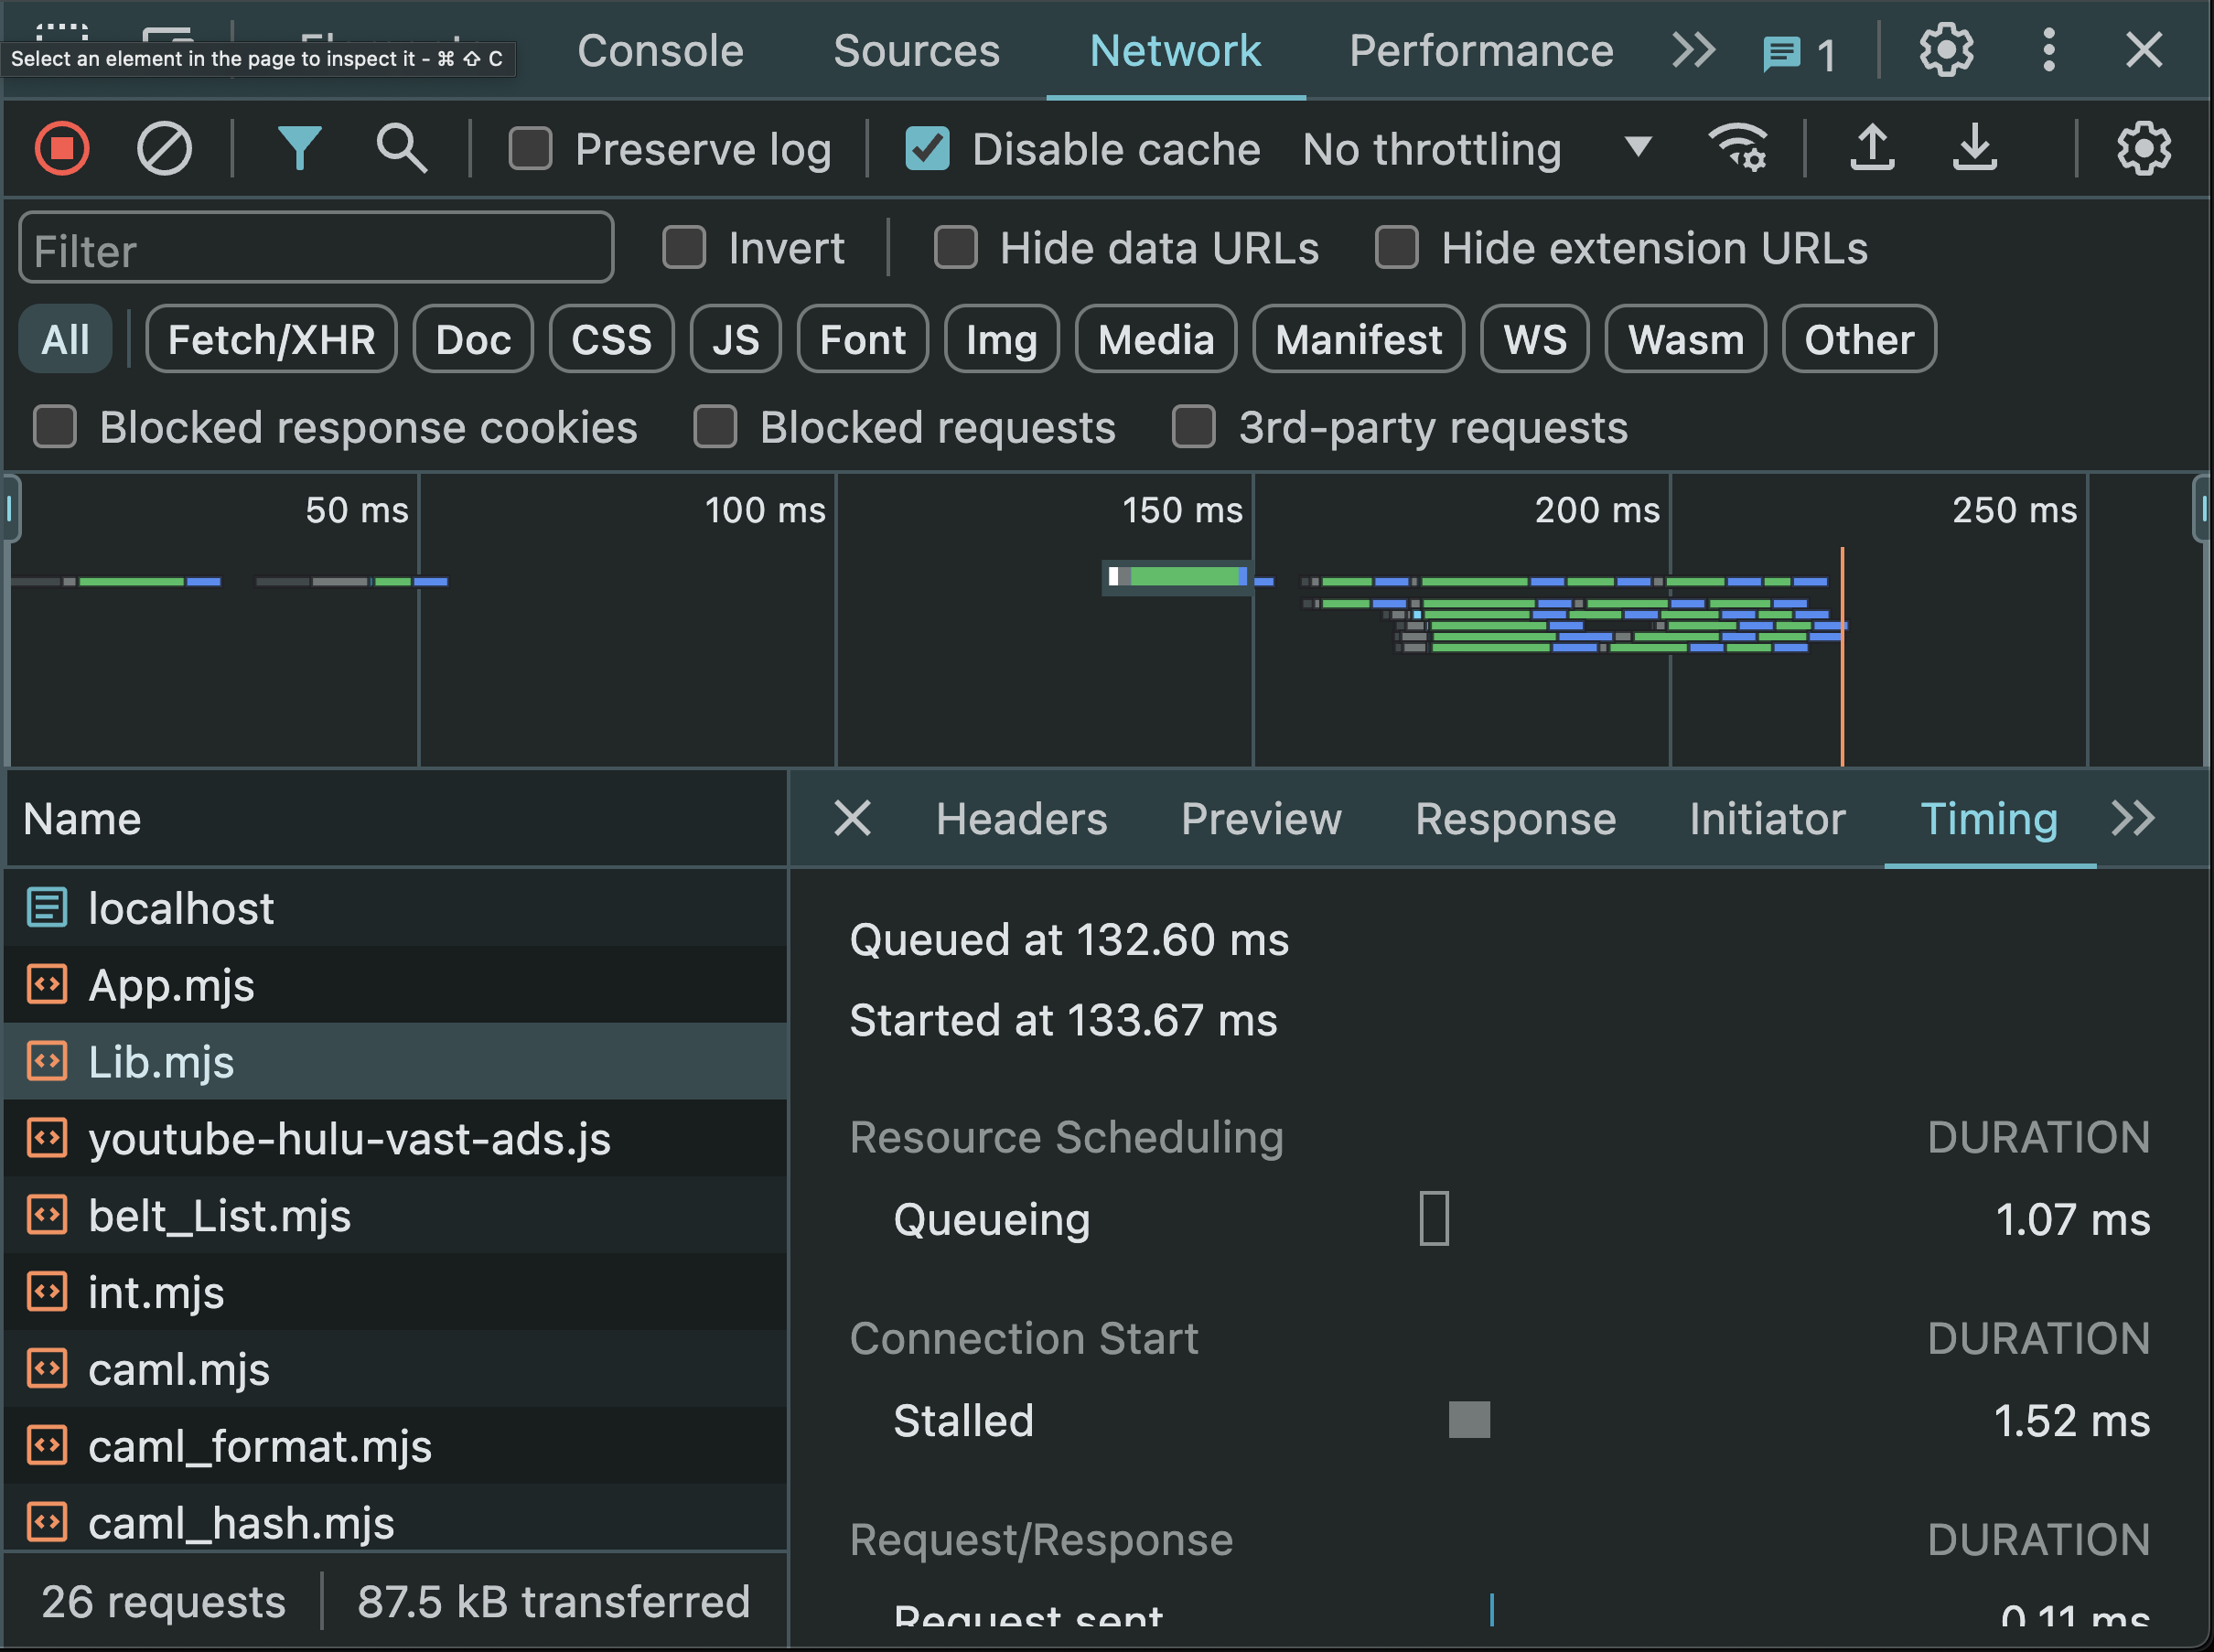 Select an element in the page to inspect it - ⌘ ⇧ C
Console Sources Network Performance 1
Preserve log Disable cache No throttling
Filter Invert Hide data URLs Hide extension URLs
All Fetch/XHR Doc CSS JS Font Img Media Manifest WS Wasm Other
Blocked response cookies Blocked requests 3rd-party requests
50 ms 100 ms 150 ms 200 ms 250 ms
Name
localhost
App.mjs
Lib.mjs
youtube-hulu-vast-ads.js
belt_List.mjs
int.mjs
caml.mjs
caml_format.mjs
caml_hash.mjs
26 requests 87.5 kB transferred
Headers Preview Response Initiator Timing
Queued at 132.60 ms
Started at 133.67 ms
Resource Scheduling DURATION
Queueing 1.07 ms
Connection Start DURATION
Stalled 1.52 ms
Request/Response DURATION
Request sent 0.11 ms